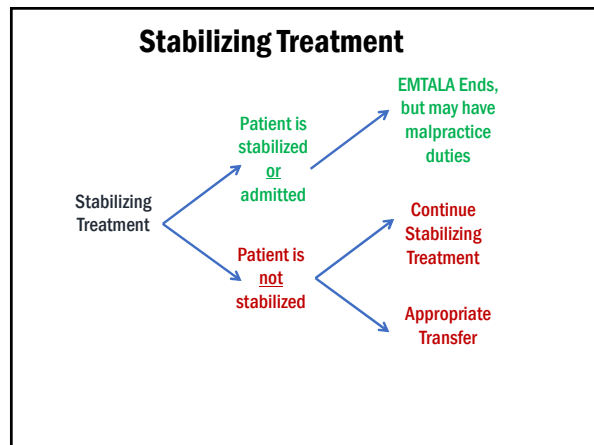 Stabilizing Treatment
EMTALA Ends,
but may have
malpractice
duties
Patient is
stabilized
or
admitted
Stabilizing
Treatment
Continue
Stabilizing
Treatment
Patient is
not
stabilized
Appropriate
Transfer